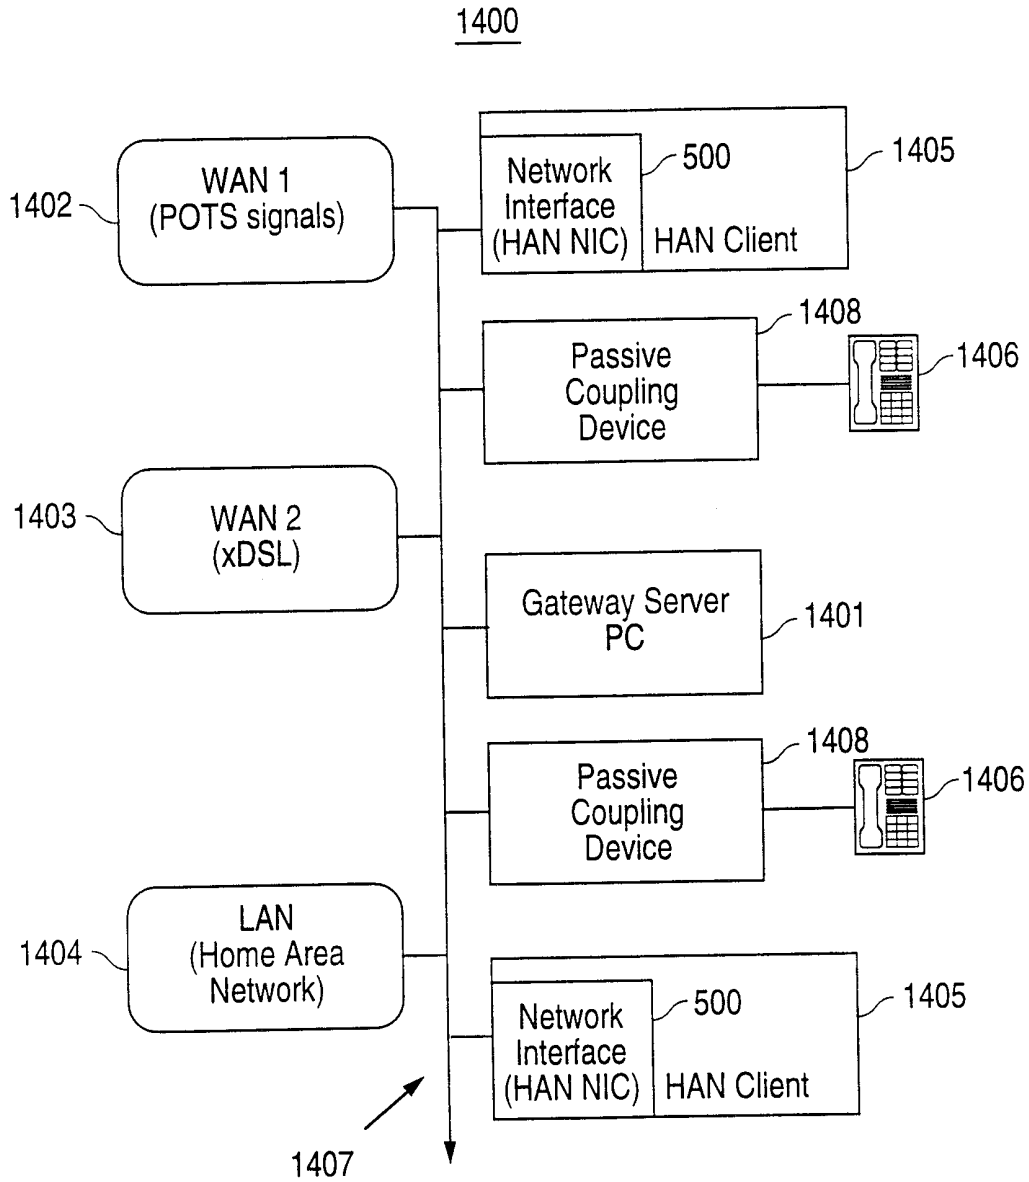 1400
WAN 1
(POTS signals)
1402
Network
Interface
(HAN NIC)
500
HAN Client
1405
Passive
Coupling
Device
1408
1406
WAN 2
(xDSL)
1403
Gateway Server
PC
1401
Passive
Coupling
Device
1408
1406
LAN
(Home Area
Network)
1404
Network
Interface
(HAN NIC)
500
HAN Client
1405
1407